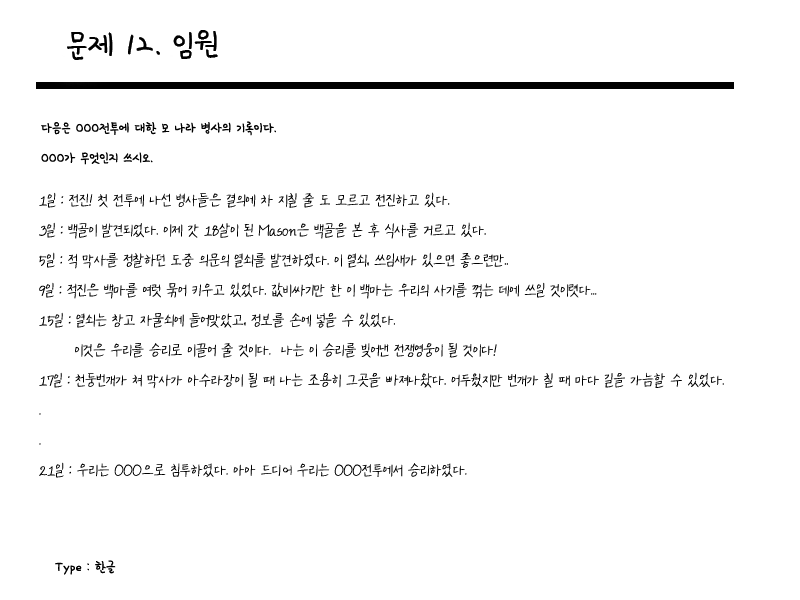 문제 12. 임원
다음은 OOO전투에 대한 모 나라 병사의 기록이다.
OOO가 무엇인지 쓰시오.
1일 : 전진! 첫 전투에 나선 병사들은 결의에 차 지칠 줄 도 모르고 전진하고 있다.
3일 : 백골이 발견되었다. 이제 갓 18살이 된 Mason은 백골을 본 후 식사를 거르고 있다.
5일 : 적 막사를 정찰하던 도중 의문의 열쇠를 발견하였다. 이 열쇠, 쓰임새가 있으면 좋으련만..
9일 : 적진은 백마를 여럿 묶어 키우고 있었다. 값비싸기만 한 이 백마는 우리의 사기를 꺾는 데에 쓰일 것이렷다...
15일 : 열쇠는 창고 자물쇠에 들어맞았고, 정보를 손에 넣을 수 있었다.
이것은 우리를 승리로 이끌어 줄 것이다. 나는 이 승리를 빚어낸 전쟁영웅이 될 것이다!
17일 : 천둥번개가 쳐 막사가 아수라장이 될 때 나는 조용히 그곳을 빠져나왔다. 어두웠지만 번개가 칠 때 마다 길을 가늠할 수 있었다.
.
.
21일 : 우리는 OOO으로 침투하였다. 아아 드디어 우리는 OOO전투에서 승리하였다.
Type : 한글